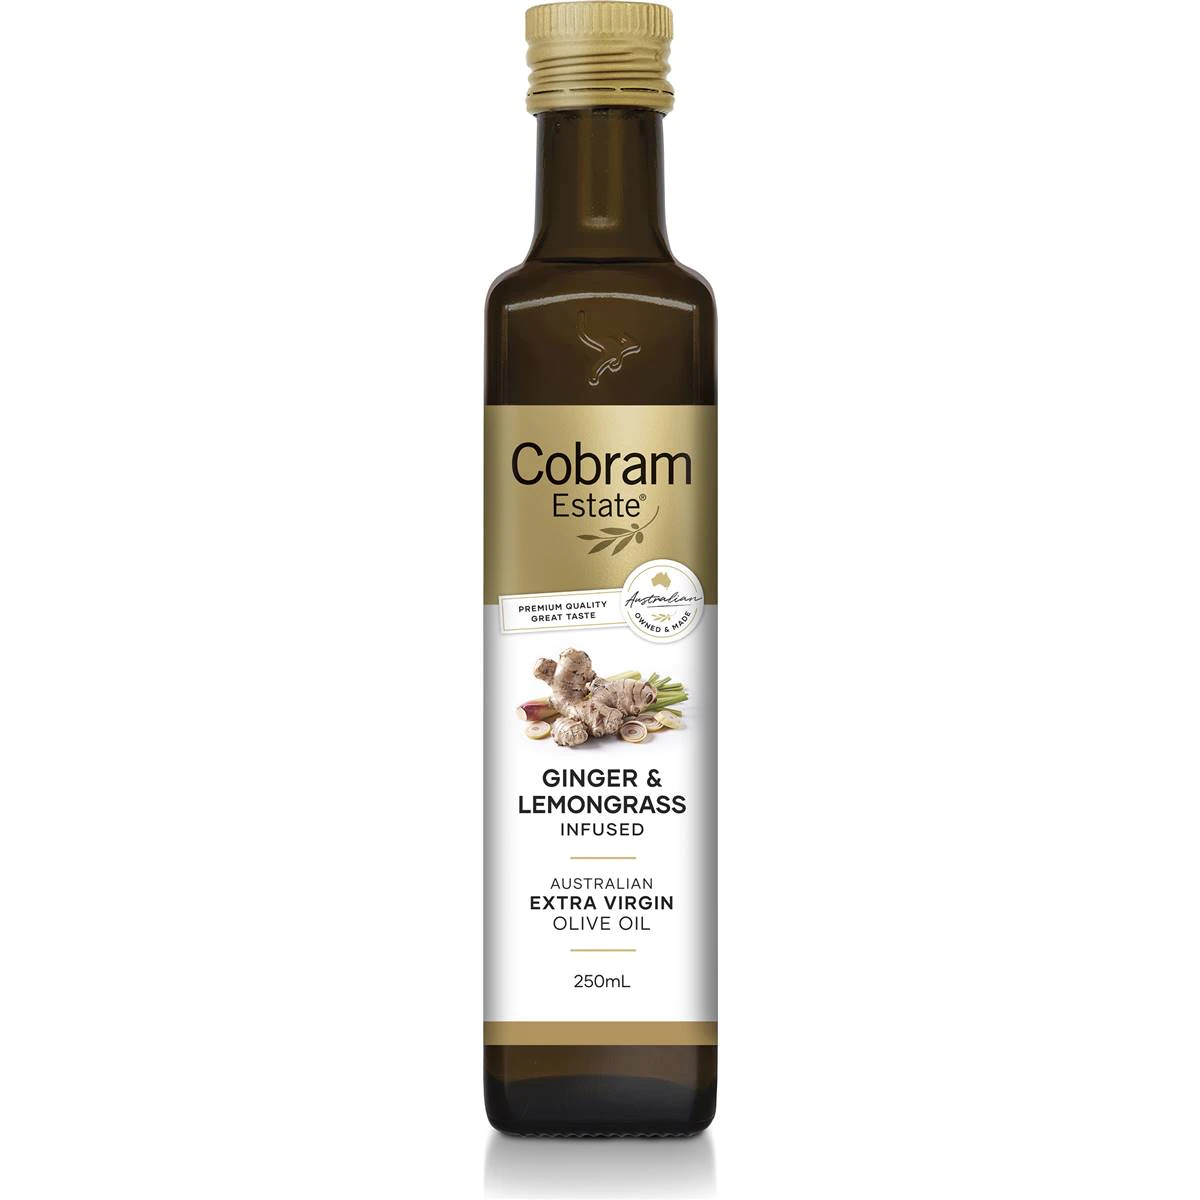 Cobram
Estate®
PREMIUM QUALITY
GREAT TASTE
Australian
OWNED & MADE
GINGER &
LEMONGRASS
INFUSED
AUSTRALIAN
EXTRA VIRGIN
OLIVE OIL
250mL